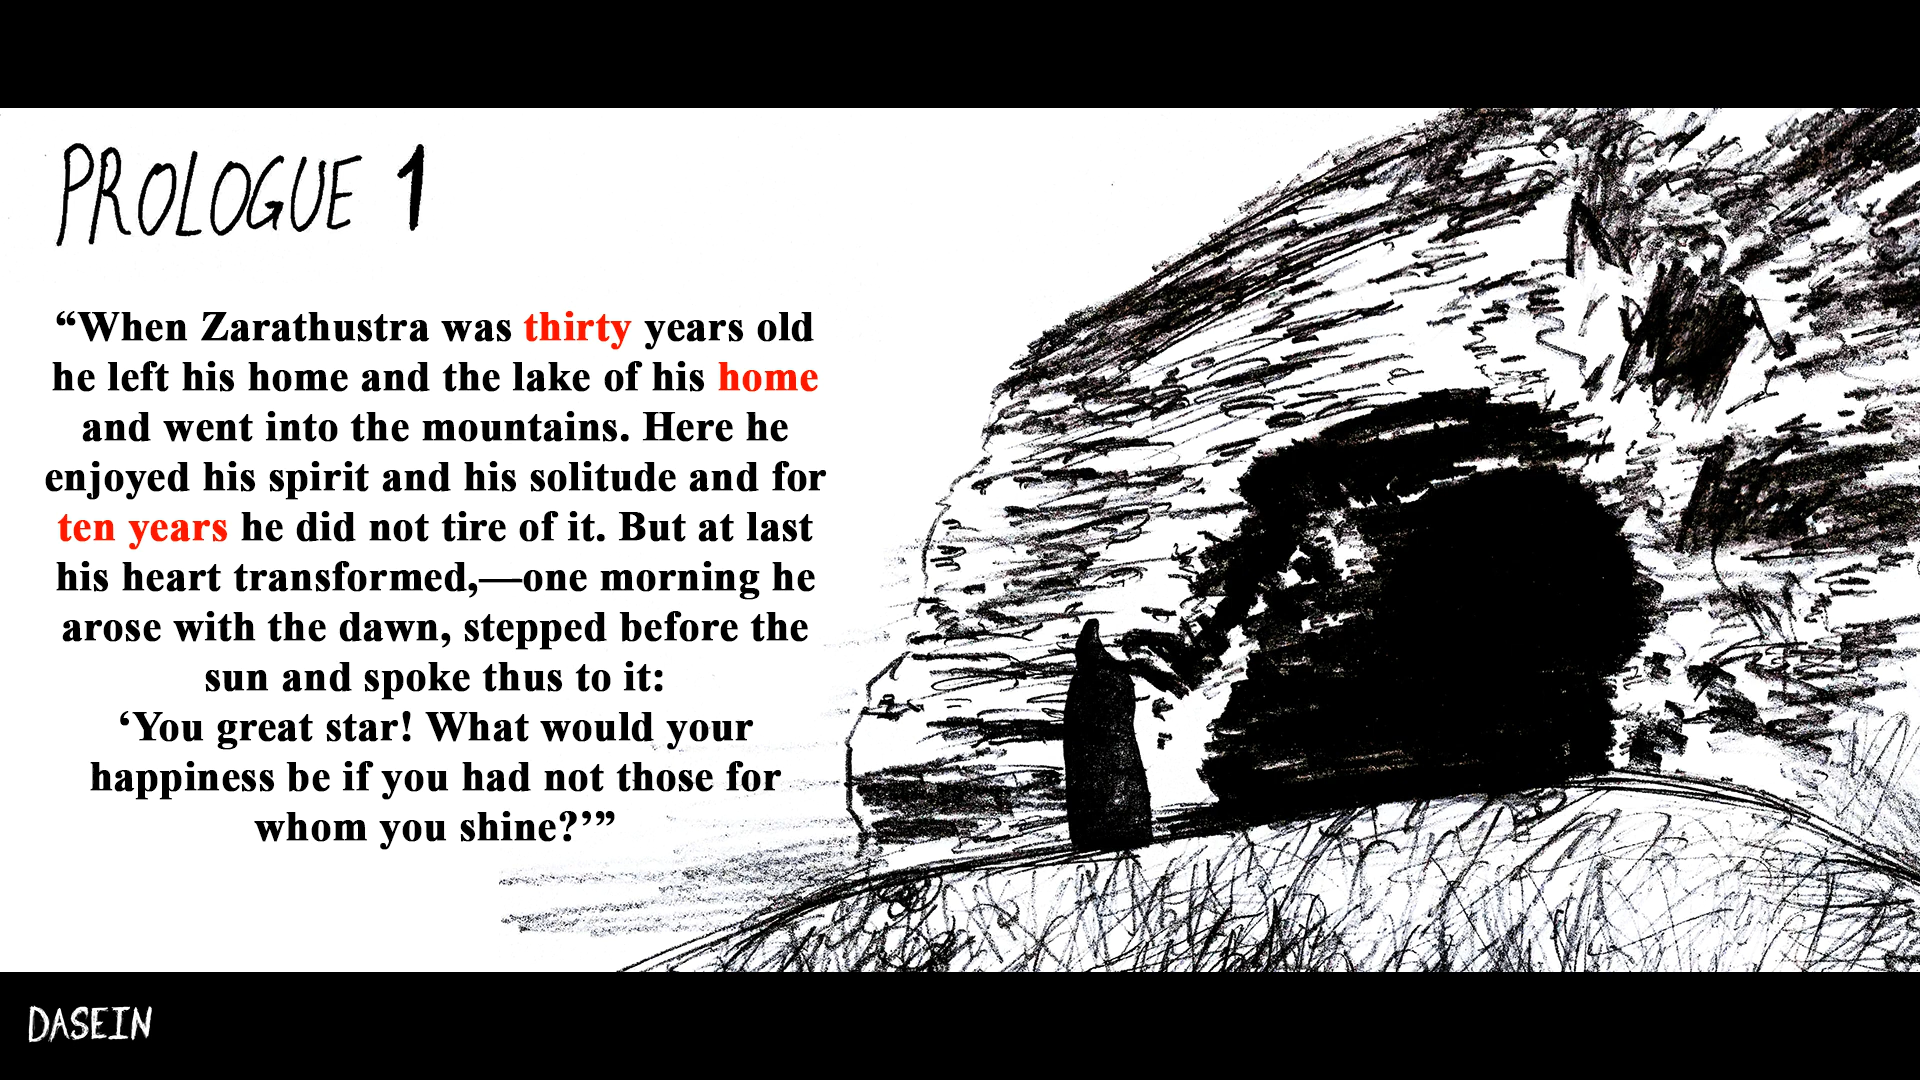 PROLOGUE 1
“When Zarathustra was thirty years old
he left his home and the lake of his home
and went into the mountains. Here he
enjoyed his spirit and his solitude and for
ten years he did not tire of it. But at last
his heart transformed,—one morning he
arose with the dawn, stepped before the
sun and spoke thus to it:
‘You great star! What would your
happiness be if you had not those for
whom you shine?’”
DASEIN